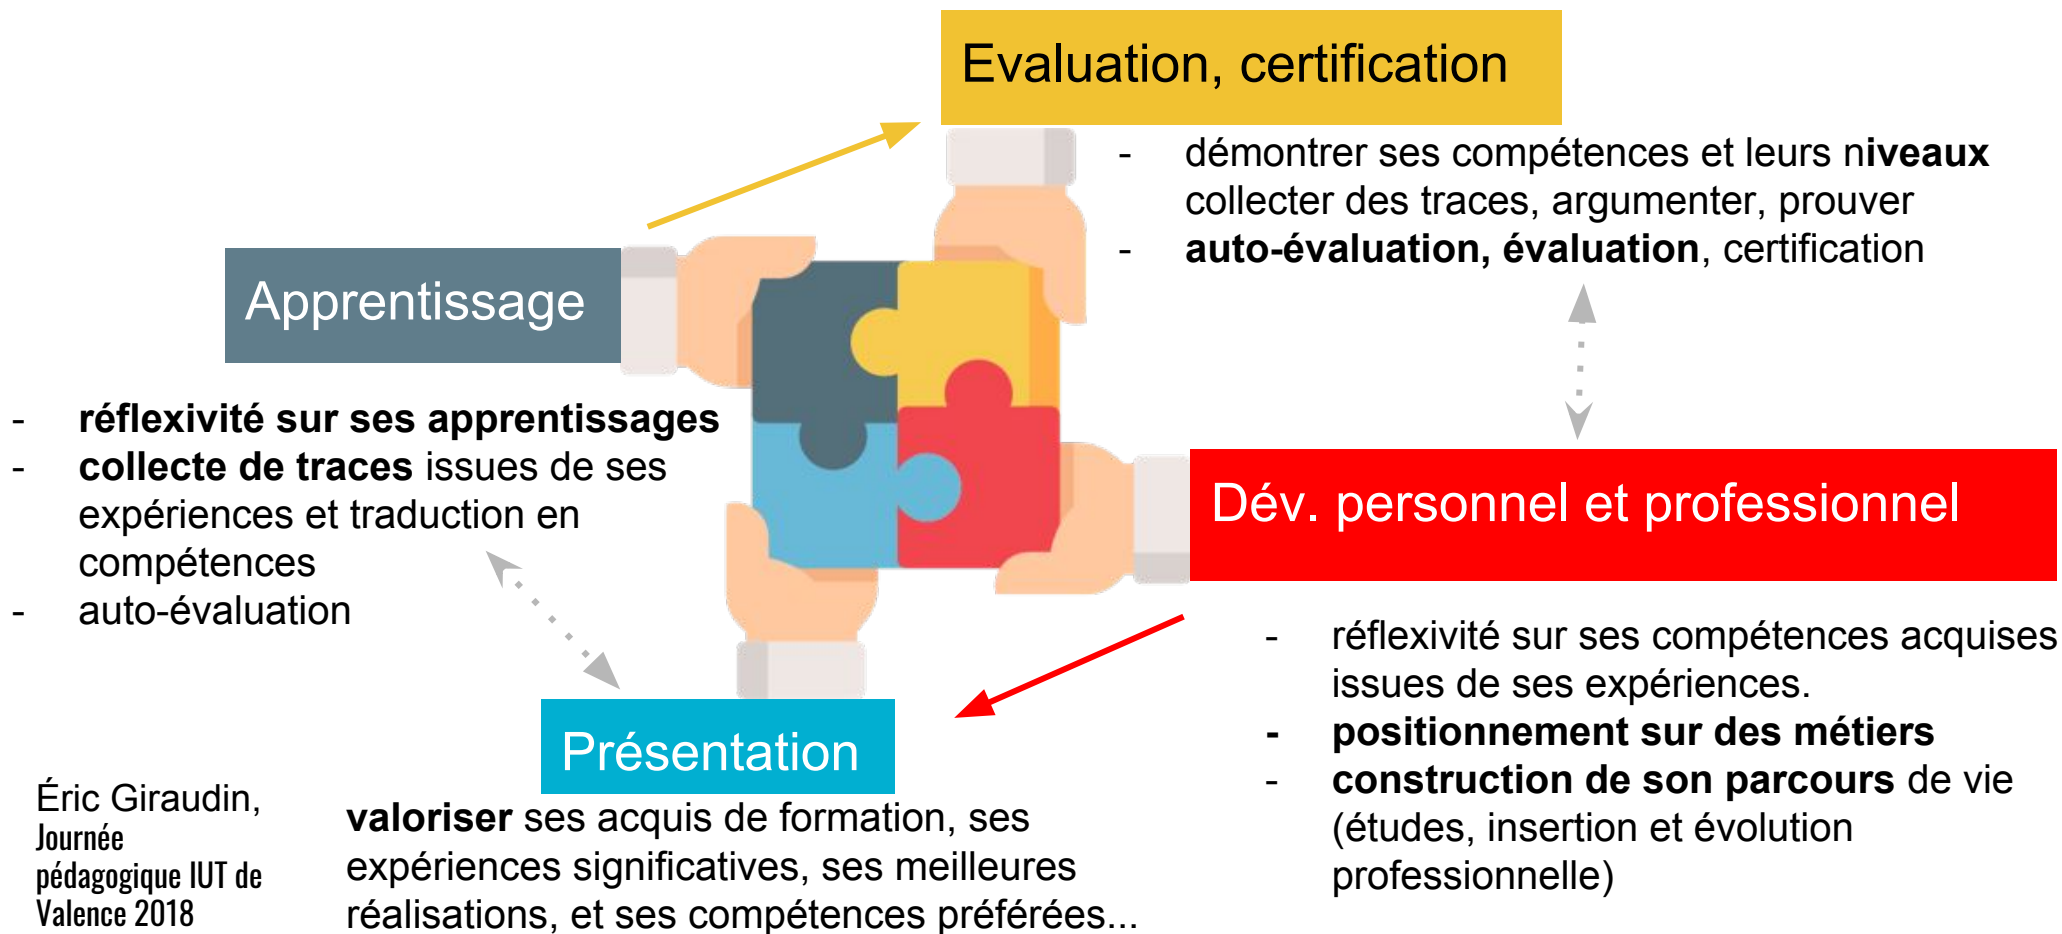 Evaluation, certification
- démontrer ses compétences et leurs niveaux
collecter des traces, argumenter, prouver
- auto-évaluation, évaluation, certification
Apprentissage
- réflexivité sur ses apprentissages
- collecte de traces issues de ses
expériences et traduction en
compétences
- auto-évaluation
Dév. personnel et professionnel
- réflexivité sur ses compétences acquises
issues de ses expériences.
- positionnement sur des métiers
- construction de son parcours de vie
(études, insertion et évolution
professionnelle)
Présentation
valoriser ses acquis de formation, ses
expériences significatives, ses meilleures
réalisations, et ses compétences préférées...
Éric Giraudin,
Journée
pédagogique IUT de
Valence 2018